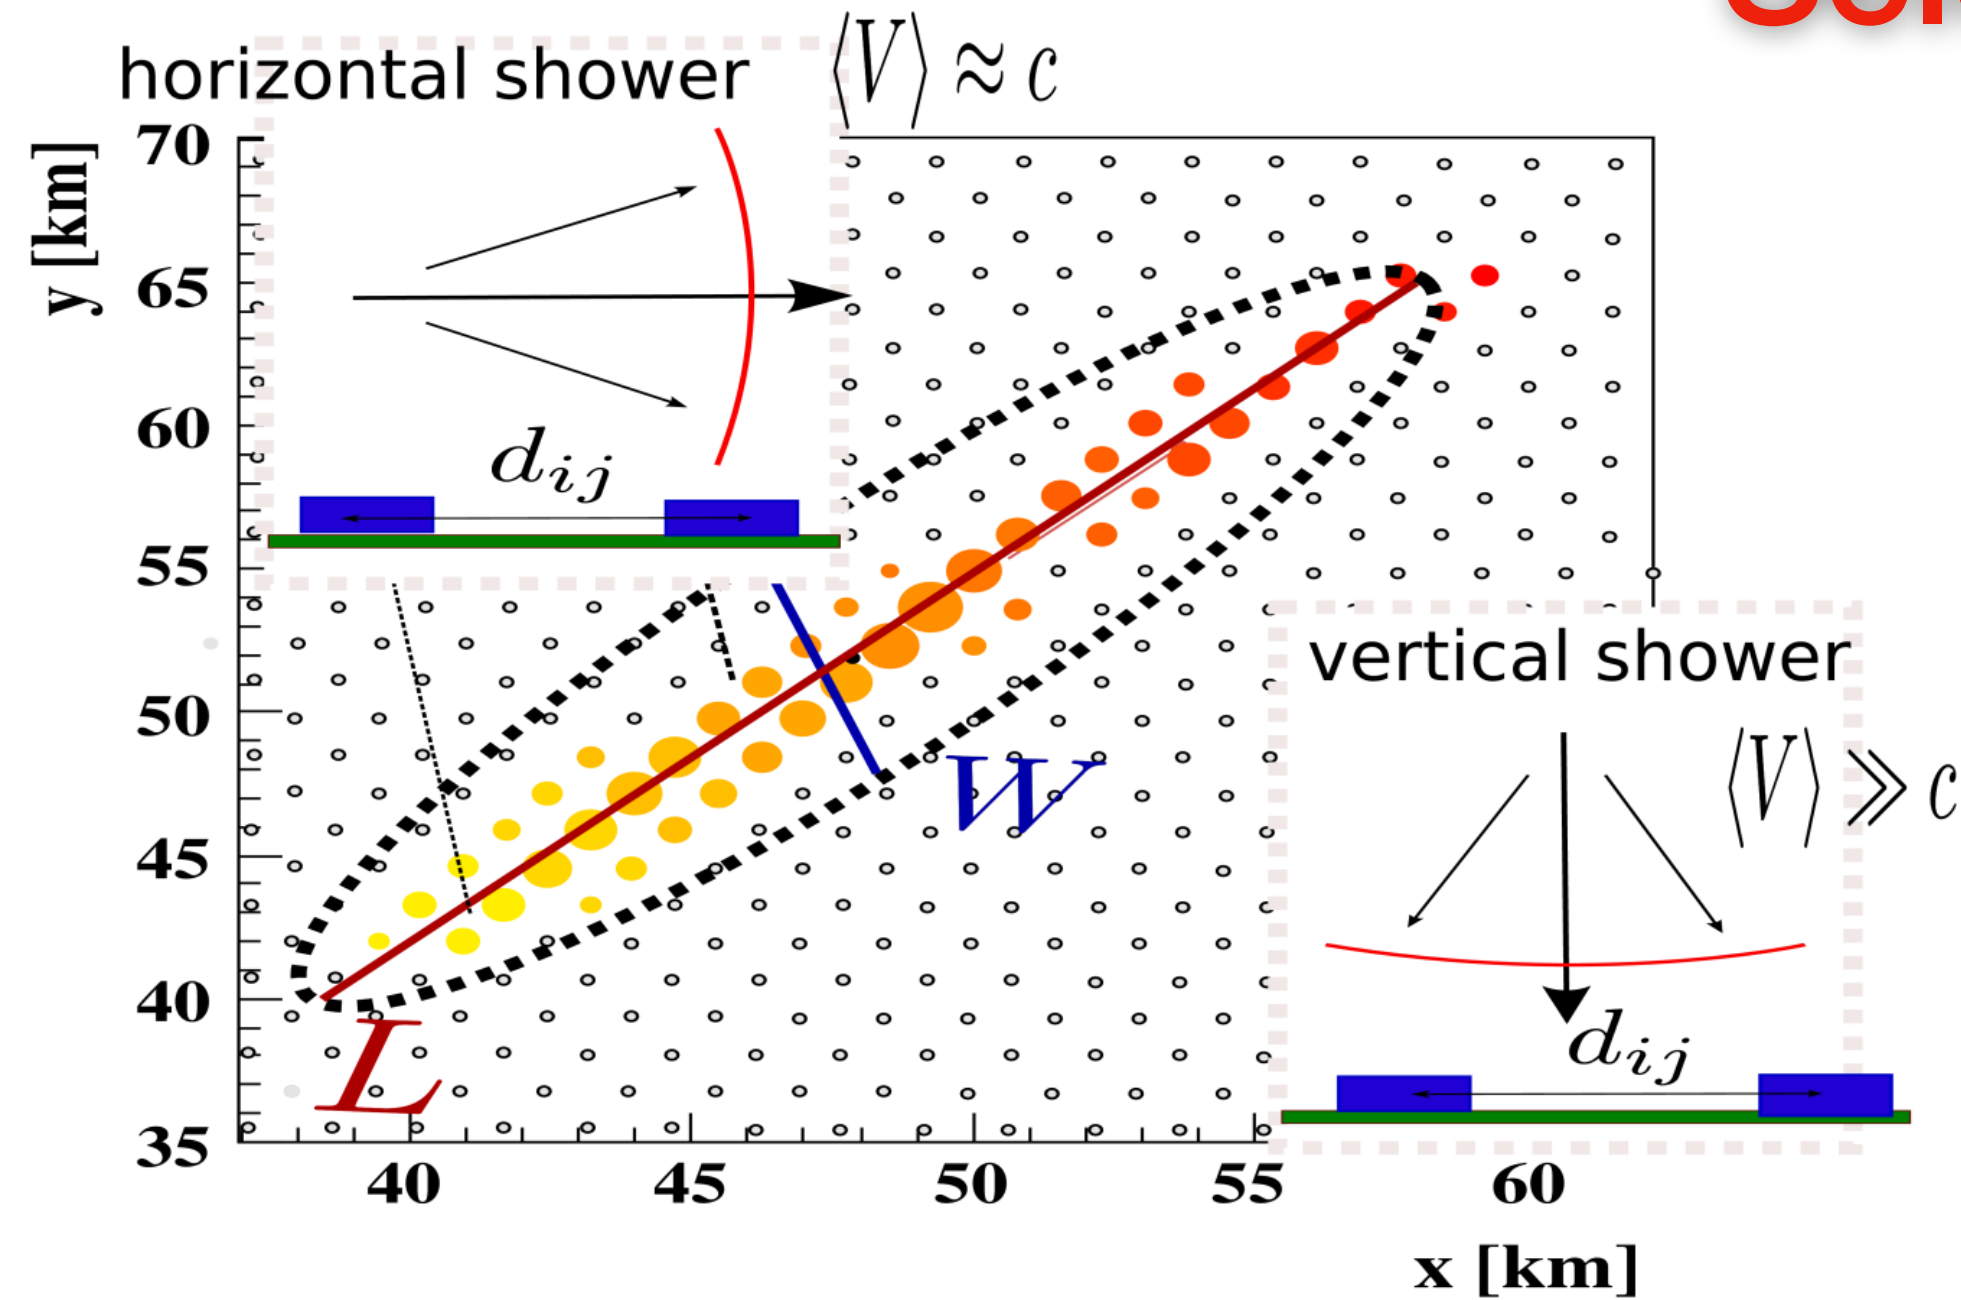 horizontal shower ⟨V⟩ ≈ c
y [km]
70
65
60
55
50
45
40
35
d_ij
W
L
vertical shower
⟨V⟩ ≫ c
d_ij
40 45 50 55 60
x [km]